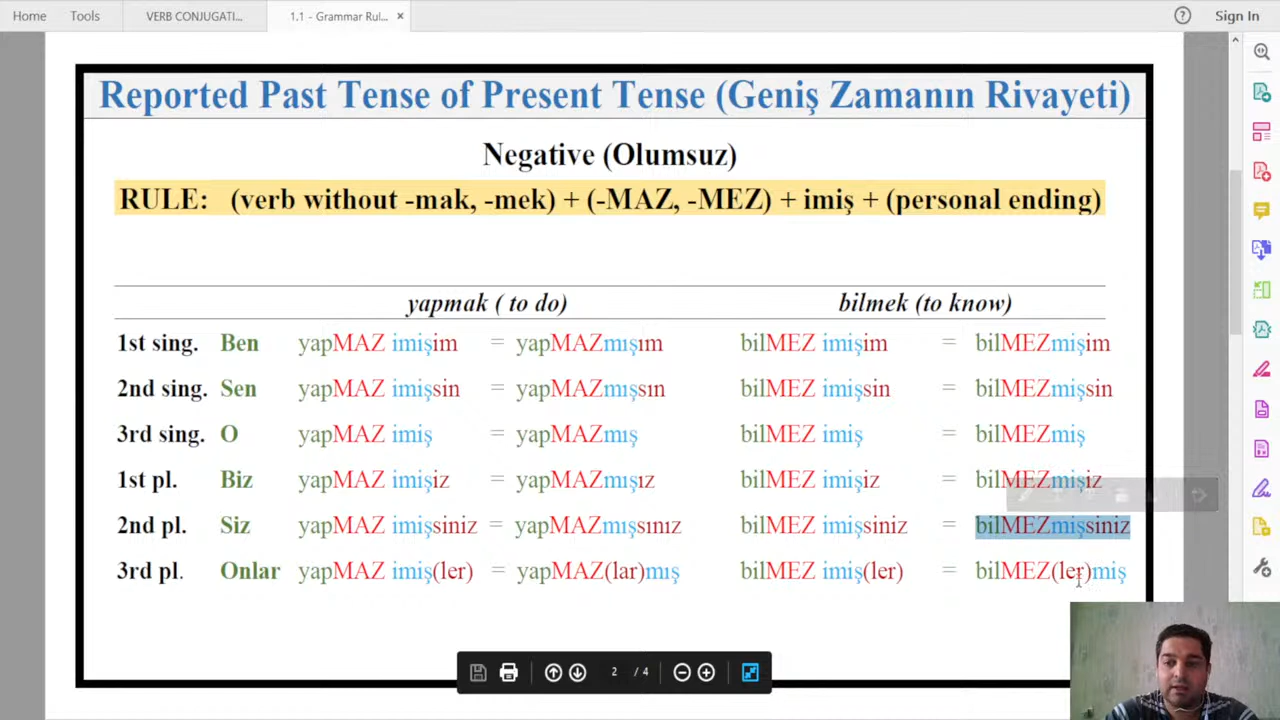 Home Tools VERB CONJUGATI... 1.1 - Grammar Rul... × ? Sign In
Reported Past Tense of Present Tense (Geniş Zamanın Rivayeti)
Negative (Olumsuz)
RULE: (verb without -mak, -mek) + (-MAZ, -MEZ) + imiş + (personal ending)
yapmak ( to do) bilmek (to know)
1st sing. Ben yapMAZ imişim = yapMAZmışım bilMEZ imişim = bilMEZmişim
2nd sing. Sen yapMAZ imişsin = yapMAZmışsın bilMEZ imişsin = bilMEZmişsin
3rd sing. O yapMAZ imiş = yapMAZmış bilMEZ imiş = bilMEZmiş
1st pl. Biz yapMAZ imişiz = yapMAZmışız bilMEZ imişiz = bilMEZmişiz
2nd pl. Siz yapMAZ imişsiniz = yapMAZmışsınız bilMEZ imişsiniz = bilMEZmişsiniz
3rd pl. Onlar yapMAZ imiş(ler) = yapMAZ(lar)mış bilMEZ imiş(ler) = bilMEZ(ler)miş
2 / 4